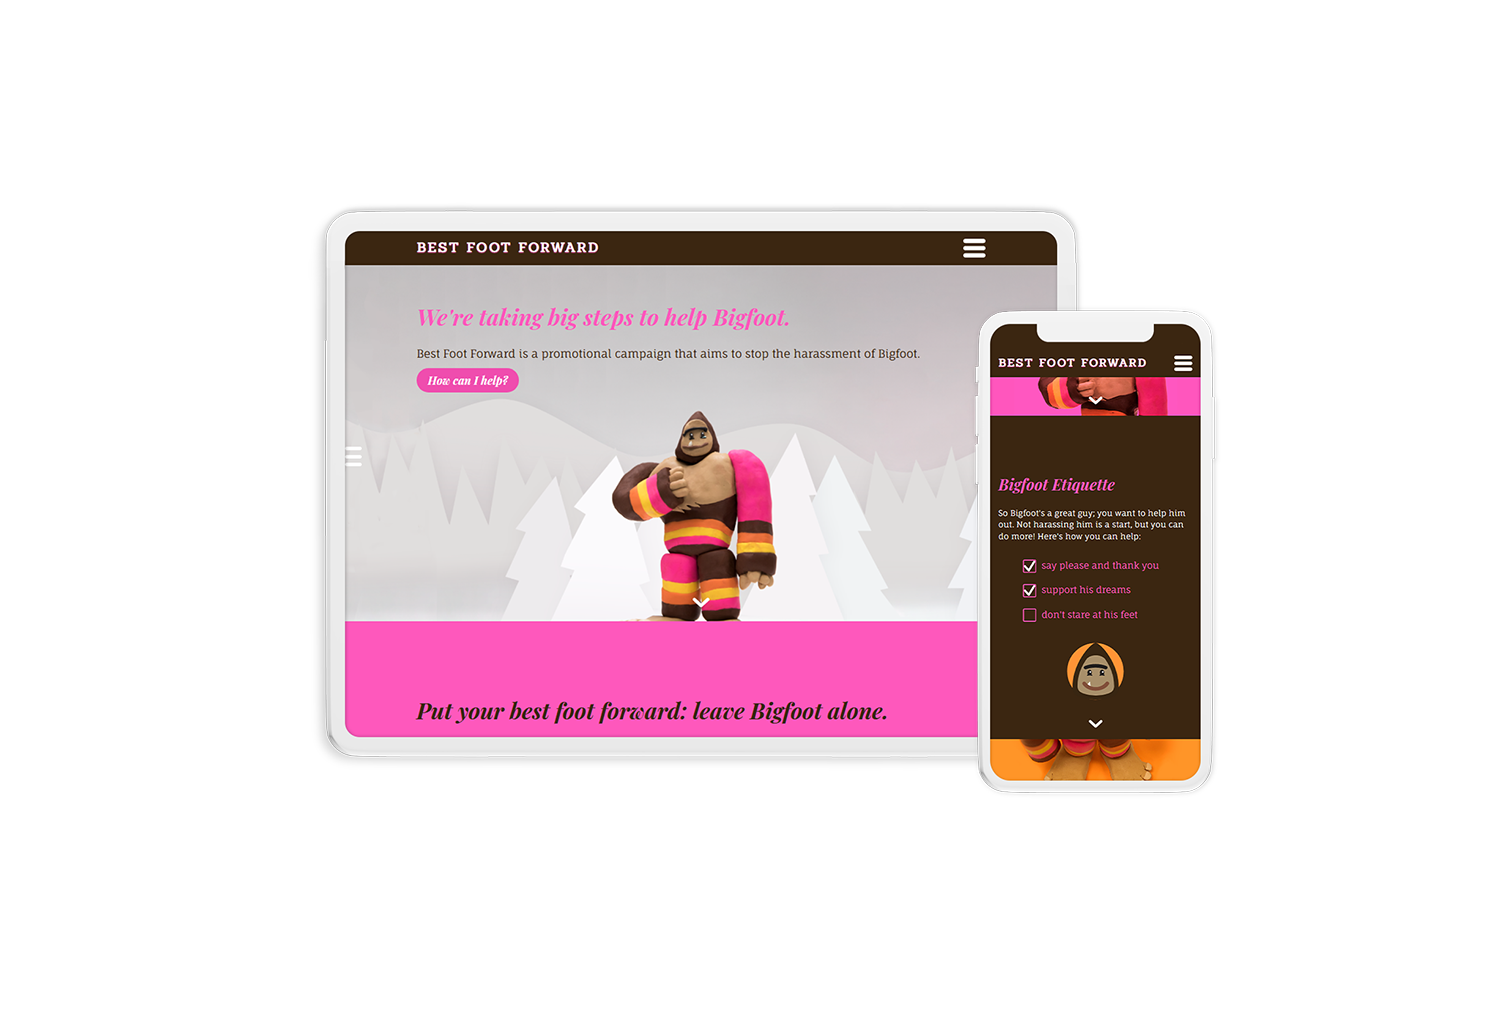 BEST FOOT FORWARD
We're taking big steps to help Bigfoot.
Best Foot Forward is a promotional campaign that aims to stop the harassment of Bigfoot.
How can I help?
Put your best foot forward: leave Bigfoot alone.
BEST FOOT FORWARD
Bigfoot Etiquette
So Bigfoot's a great guy; you want to help him
out. Not harassing him is a start, but you can
do more! Here's how you can help:
say please and thank you
support his dreams
don't stare at his feet